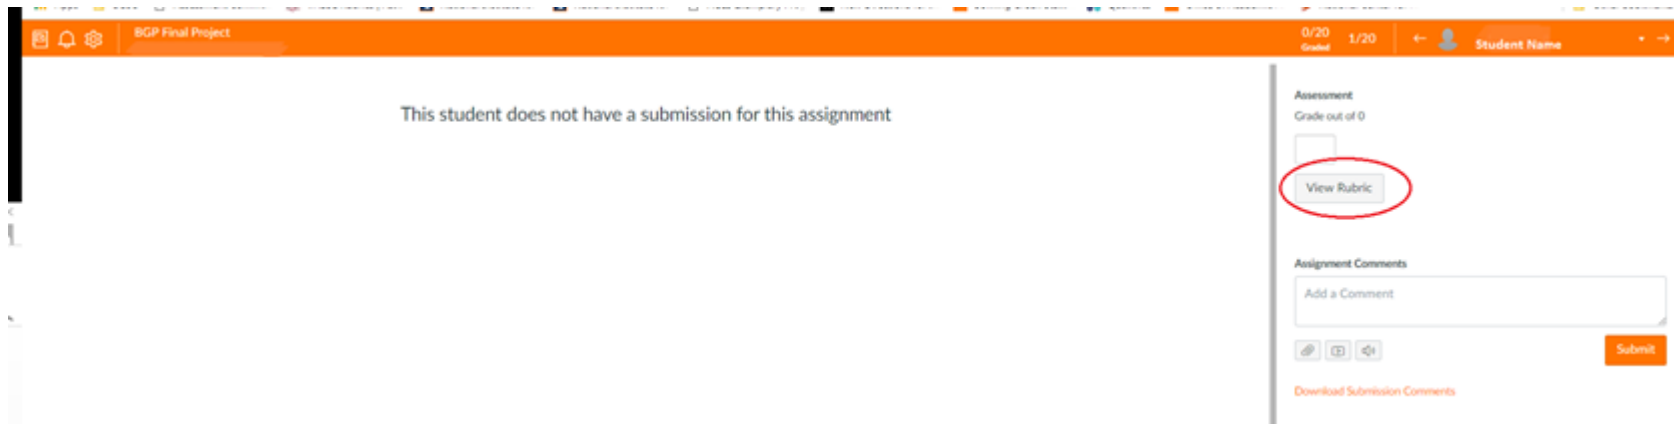 BGP Final Project
0/20
Graded
1/20
Student Name
This student does not have a submission for this assignment
Assessment
Grade out of 0
View Rubric
Assignment Comments
Add a Comment
Submit
Download Submission Comments